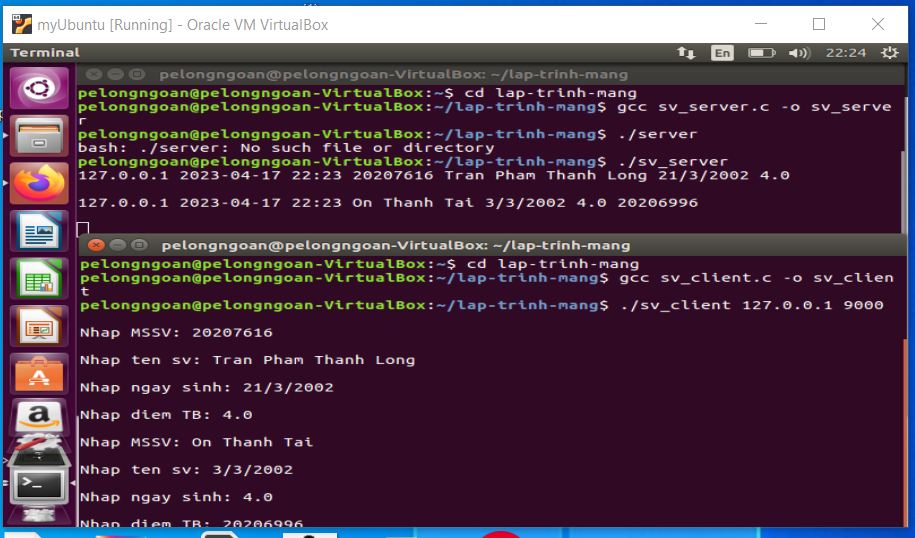 myUbuntu [Running] - Oracle VM VirtualBox
Terminal
En
22:24
pelongngoan@pelongngoan-VirtualBox: ~/lap-trinh-mang
pelongngoan@pelongngoan-VirtualBox:~$ cd lap-trinh-mang
pelongngoan@pelongngoan-VirtualBox:~/lap-trinh-mang$ gcc sv_server.c -o sv_serve
r
pelongngoan@pelongngoan-VirtualBox:~/lap-trinh-mang$ ./server
bash: ./server: No such file or directory
pelongngoan@pelongngoan-VirtualBox:~/lap-trinh-mang$ ./sv_server
127.0.0.1 2023-04-17 22:23 20207616 Tran Pham Thanh Long 21/3/2002 4.0
127.0.0.1 2023-04-17 22:23 On Thanh Tai 3/3/2002 4.0 20206996
pelongngoan@pelongngoan-VirtualBox: ~/lap-trinh-mang
pelongngoan@pelongngoan-VirtualBox:~$ cd lap-trinh-mang
pelongngoan@pelongngoan-VirtualBox:~/lap-trinh-mang$ gcc sv_client.c -o sv_clien
t
pelongngoan@pelongngoan-VirtualBox:~/lap-trinh-mang$ ./sv_client 127.0.0.1 9000
Nhap MSSV: 20207616
Nhap ten sv: Tran Pham Thanh Long
Nhap ngay sinh: 21/3/2002
Nhap diem TB: 4.0
Nhap MSSV: On Thanh Tai
Nhap ten sv: 3/3/2002
Nhap ngay sinh: 4.0
Nhap diem TB: 20206996